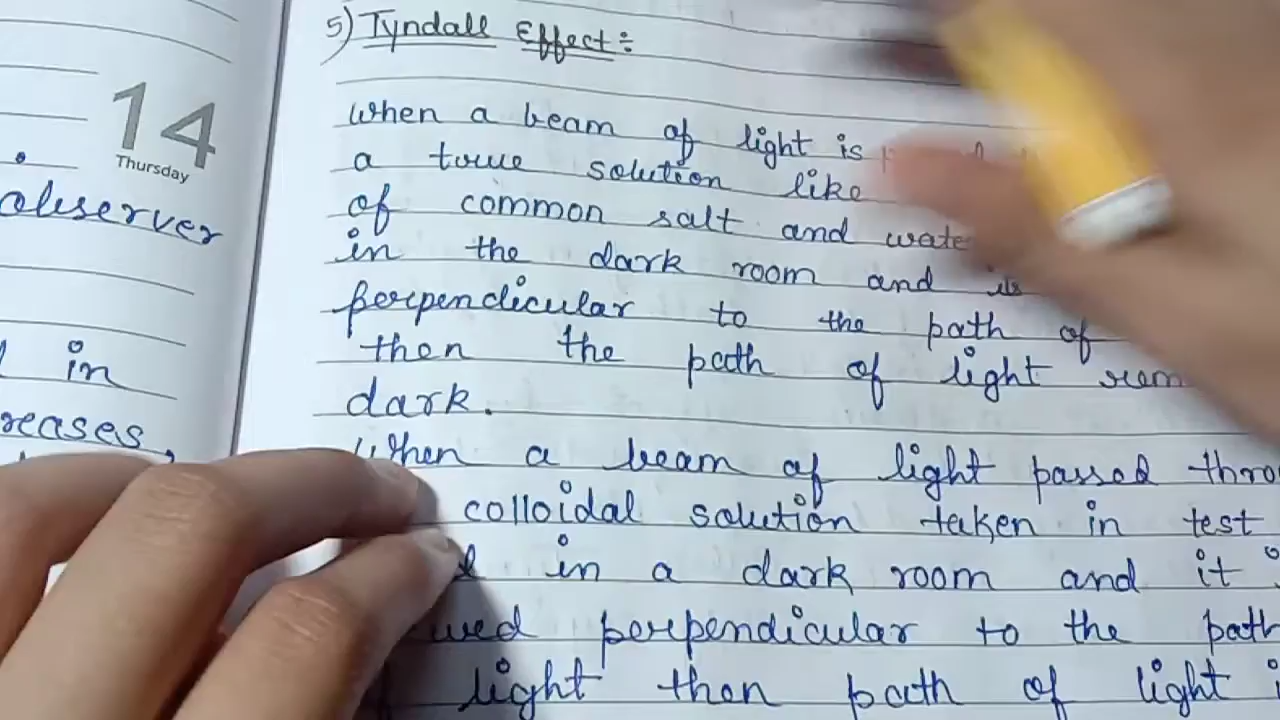 14
Thursday
observer
in
reases
5) Tyndall Effect:-
When a beam of light is
a true solution like
of common salt and
in the dark room and
perpendicular to the path of
then the path of light
dark.
When a beam of light passed
colloidal solution taken in test
in a dark room and it
perpendicular to the path
light then path of light